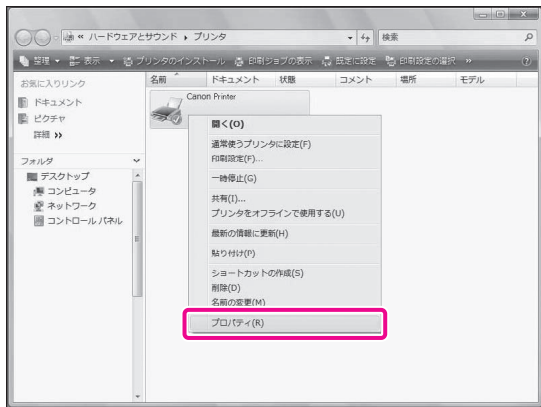 « ハードウェアとサウンド ▸ プリンタ
検索
整理 表示 プリンタのインストール 印刷ジョブの表示 既定に設定 印刷設定の選択 »
お気に入りリンク
ドキュメント
ピクチャ
詳細 »
フォルダ
デスクトップ
コンピュータ
ネットワーク
コントロール パネル
名前 ドキュメント 状態 コメント 場所 モデル
Canon Printer
開く(O)
通常使うプリンタに設定(F)
印刷設定(F)...
一時停止(G)
共有(I)...
プリンタをオフラインで使用する(U)
最新の情報に更新(H)
貼り付け(P)
ショートカットの作成(S)
削除(D)
名前の変更(M)
プロパティ(R)